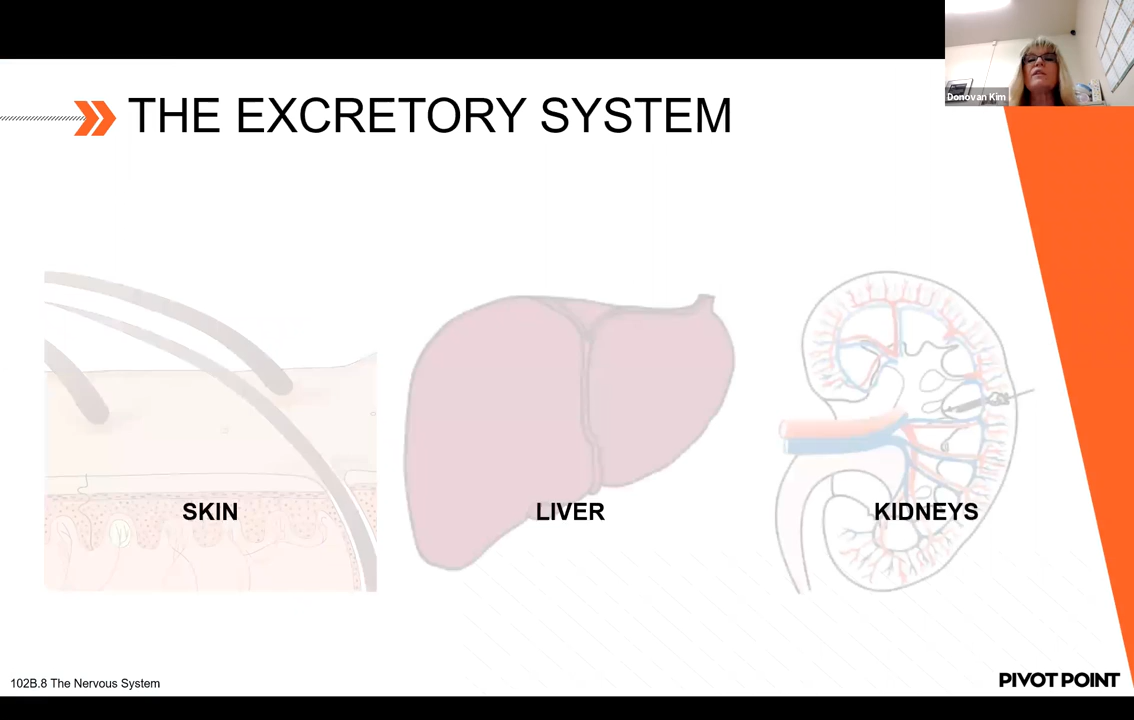 Donovan Kim
THE EXCRETORY SYSTEM
SKIN
LIVER
KIDNEYS
102B.8 The Nervous System
PIVOT POINT